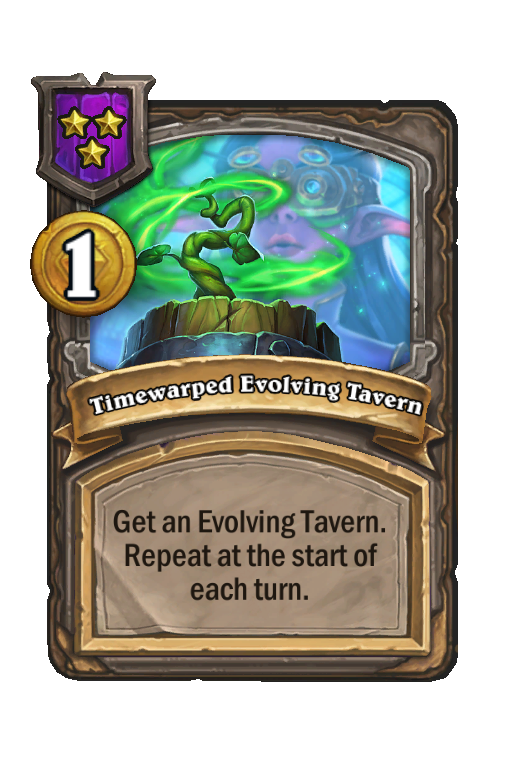 1
Timewarped Evolving Tavern
Get an Evolving Tavern.
Repeat at the start of
each turn.